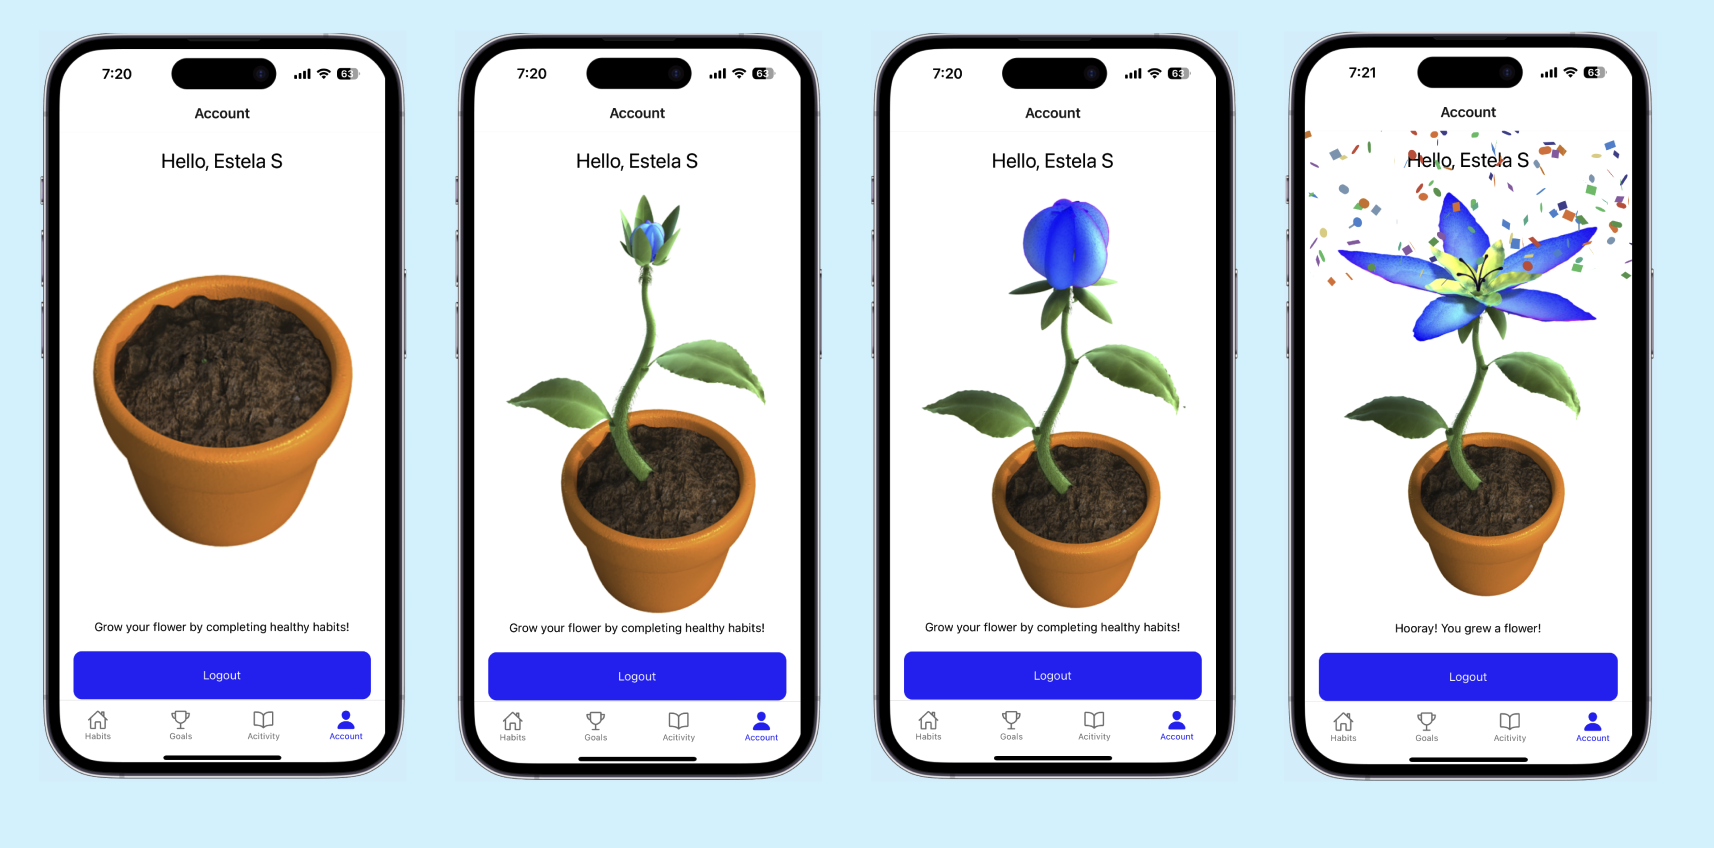 7:20
63
Account
Hello, Estela S
Grow your flower by completing healthy habits!
Logout
Habits
Goals
Acitivity
Account
7:20
63
Account
Hello, Estela S
Grow your flower by completing healthy habits!
Logout
Habits
Goals
Acitivity
Account
7:20
63
Account
Hello, Estela S
Grow your flower by completing healthy habits!
Logout
Habits
Goals
Acitivity
Account
7:21
63
Account
Hello, Estela S
Hooray! You grew a flower!
Logout
Habits
Goals
Acitivity
Account